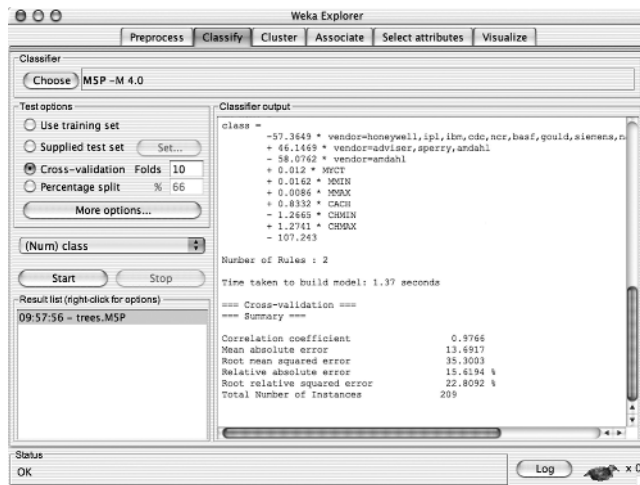 Weka Explorer
Preprocess Classify Cluster Associate Select attributes Visualize
Classifier
Choose M5P -M 4.0
Test options
Use training set
Supplied test set Set...
Cross-validation Folds 10
Percentage split % 66
More options...
(Num) class
Start Stop
Result list (right-click for options)
09:57:56 - trees.M5P
Classifier output
class =
-57.3649 * vendor=honeywell,ipl,ibm,cdc,ncr,basf,gould,siemens,n
+ 46.1469 * vendor=adviser,sperry,amdahl
- 58.0762 * vendor=amdahl
+ 0.012 * MYCT
+ 0.0162 * MMIN
+ 0.0086 * MMAX
+ 0.8332 * CACH
- 1.2665 * CHMIN
+ 1.2741 * CHMAX
- 107.243
Number of Rules : 2
Time taken to build model: 1.37 seconds
=== Cross-validation ===
=== Summary ===
Correlation coefficient 0.9766
Mean absolute error 13.6917
Root mean squared error 35.3003
Relative absolute error 15.6194 %
Root relative squared error 22.8092 %
Total Number of Instances 209
Status
OK
Log x 0